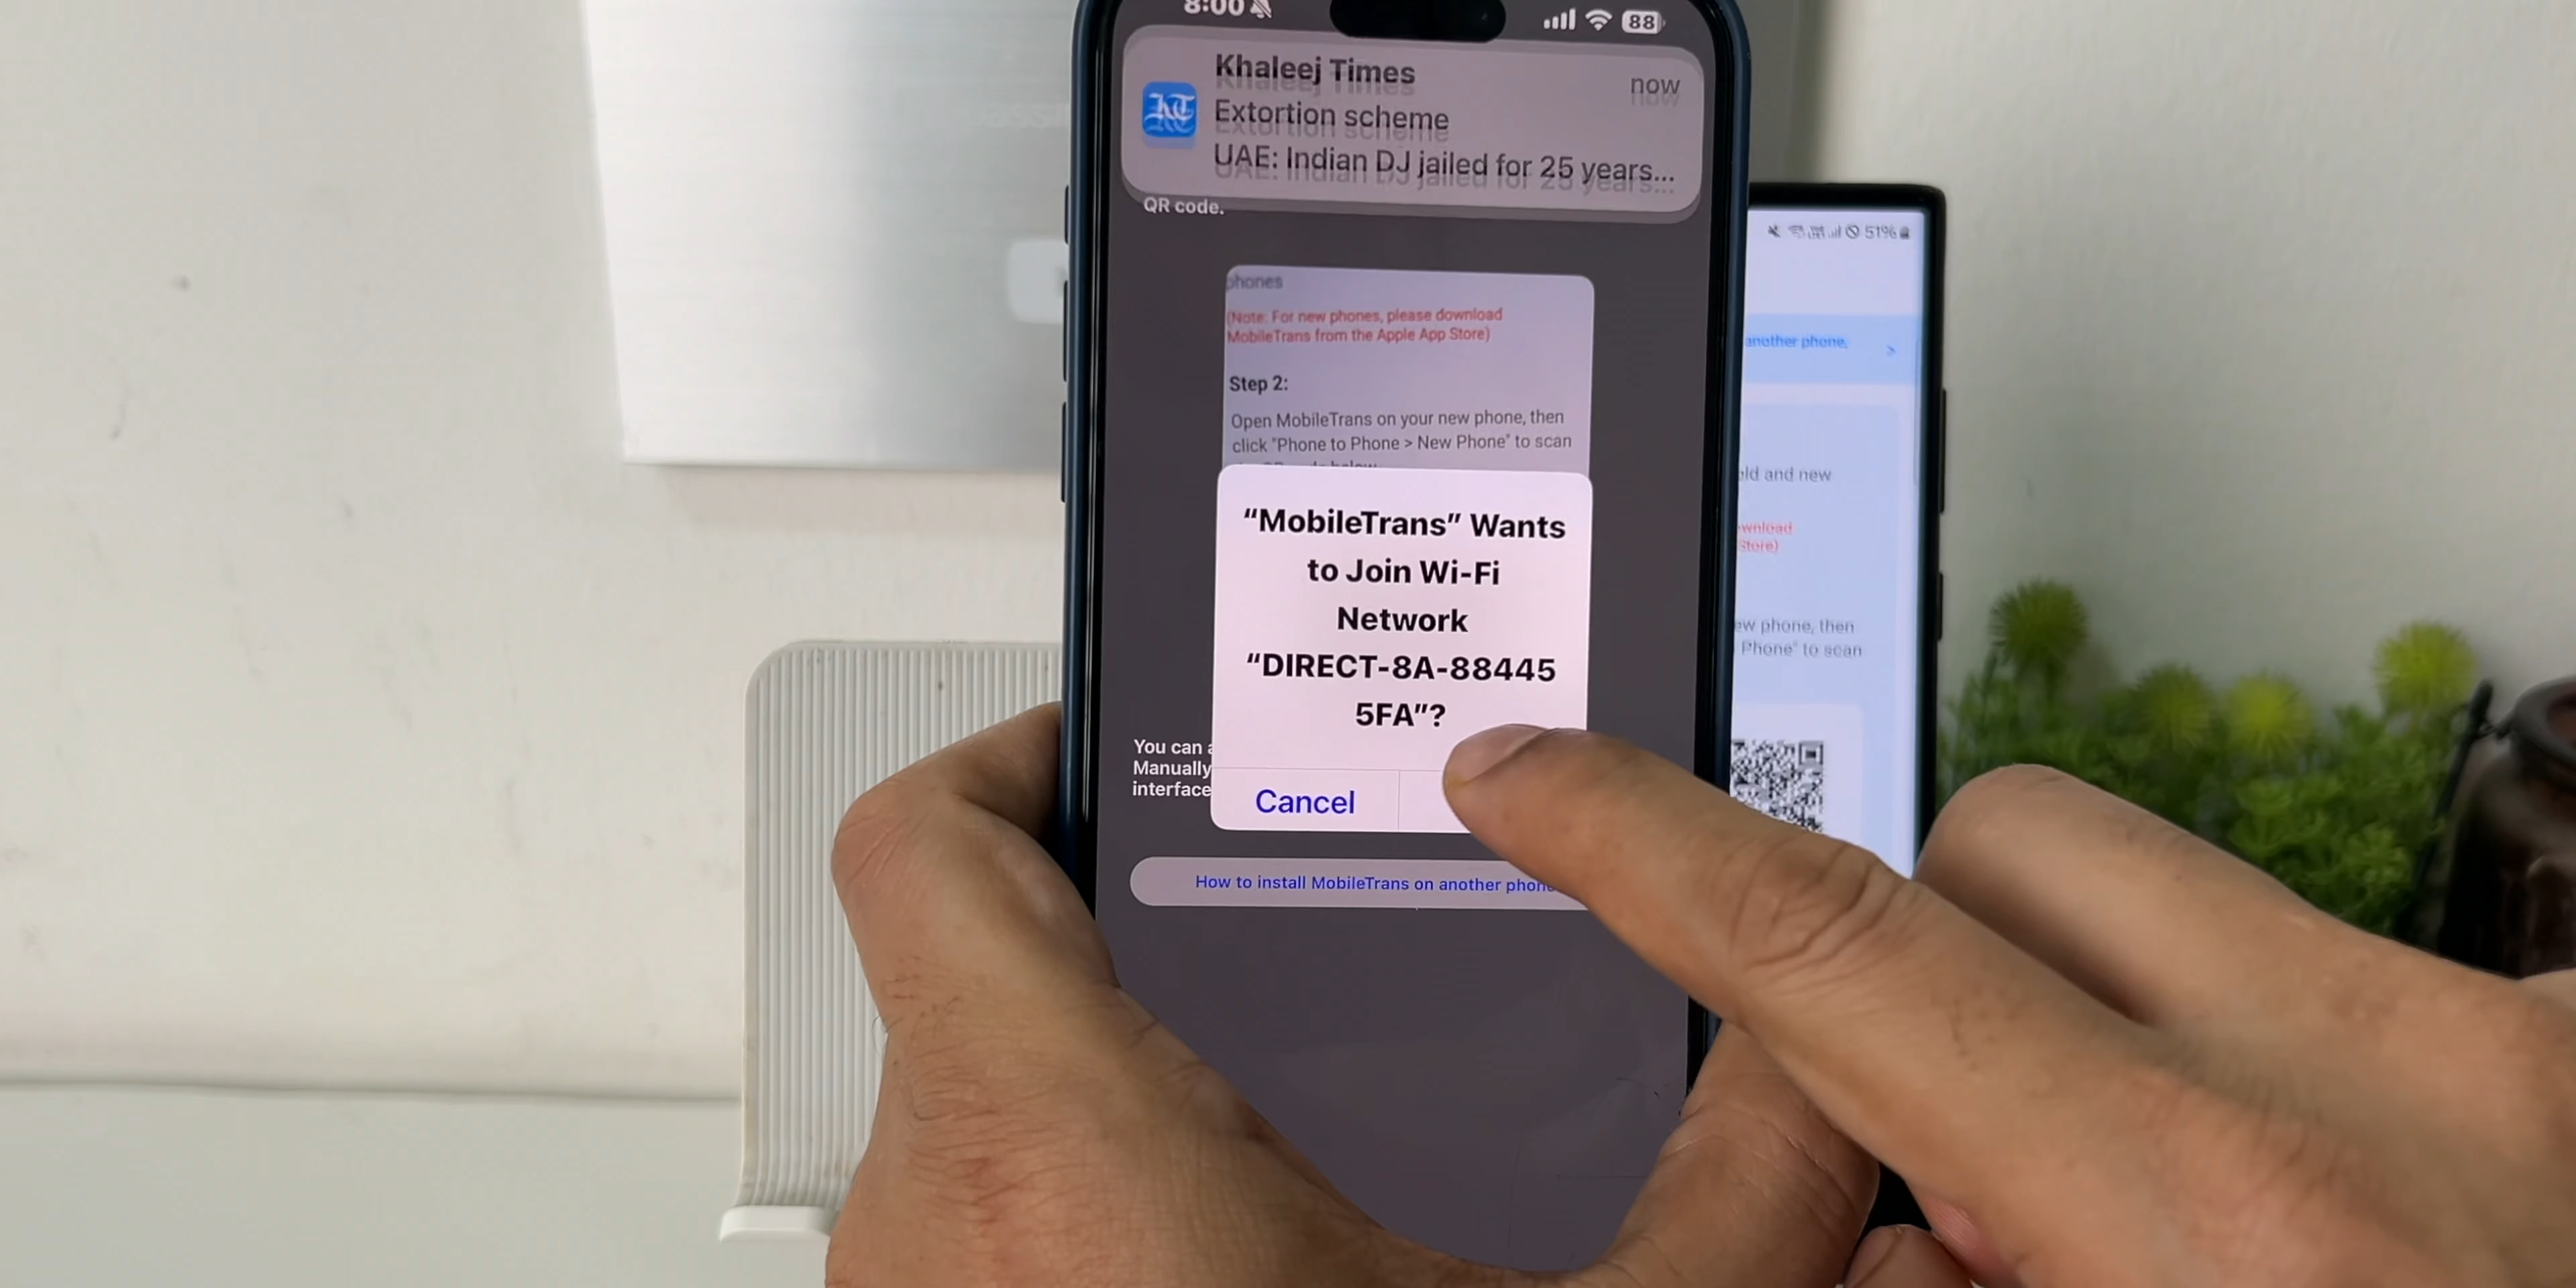 8:00
88
Khaleej Times
now
Extortion scheme
UAE: Indian DJ jailed for 25 years...
QR code.
phones
(Note: For new phones, please download
MobileTrans from the Apple App Store)
Step 2:
Open MobileTrans on your new phone, then
click "Phone to Phone > New Phone" to scan
below
“MobileTrans” Wants
to Join Wi-Fi
Network
“DIRECT-8A-88445
5FA”?
You can a
Manually
interface
Cancel
How to install MobileTrans on another phone
51%
another phone,
>
old and new
wnload
Store)
ew phone, then
Phone" to scan